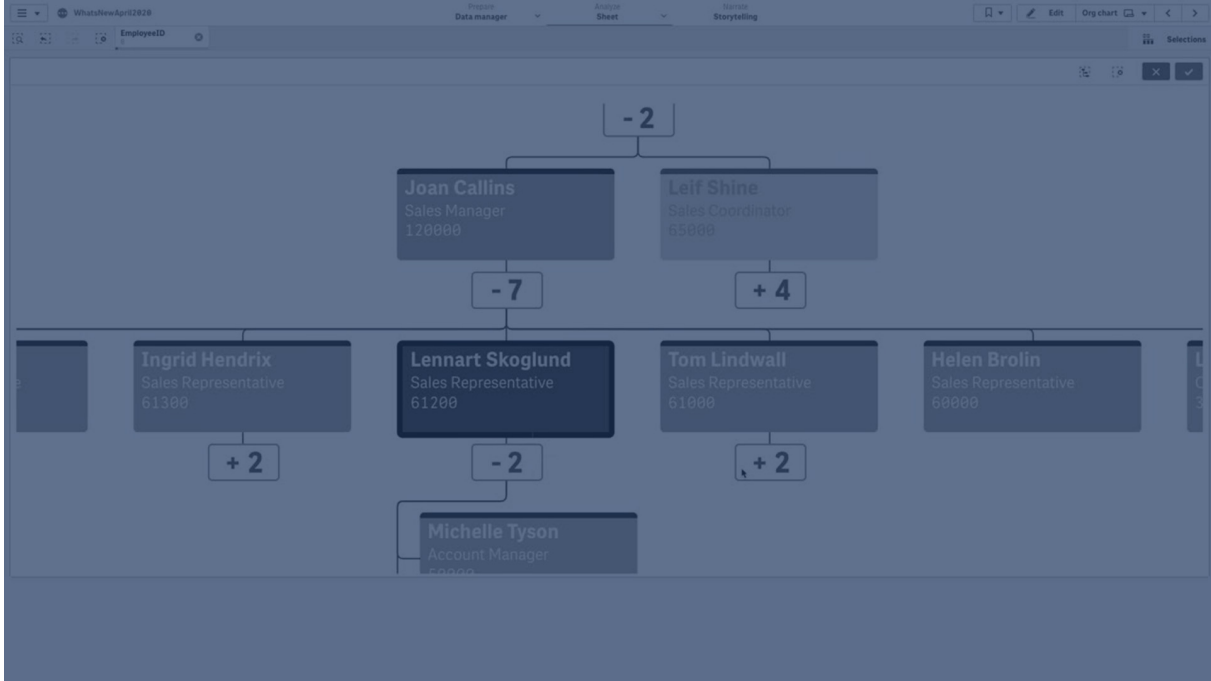 WhatsNewApril2020
Prepare
Data manager
Analyze
Sheet
Narrate
Storytelling
Edit
Org chart
EmployeeID
Selections
- 2
Joan Callins
Sales Manager
120000
Leif Shine
Sales Coordinator
65000
- 7
+ 4
Ingrid Hendrix
Sales Representative
61300
Lennart Skoglund
Sales Representative
61200
Tom Lindwall
Sales Representative
61000
Helen Brolin
Sales Representative
60000
+ 2
- 2
+ 2
Michelle Tyson
Account Manager